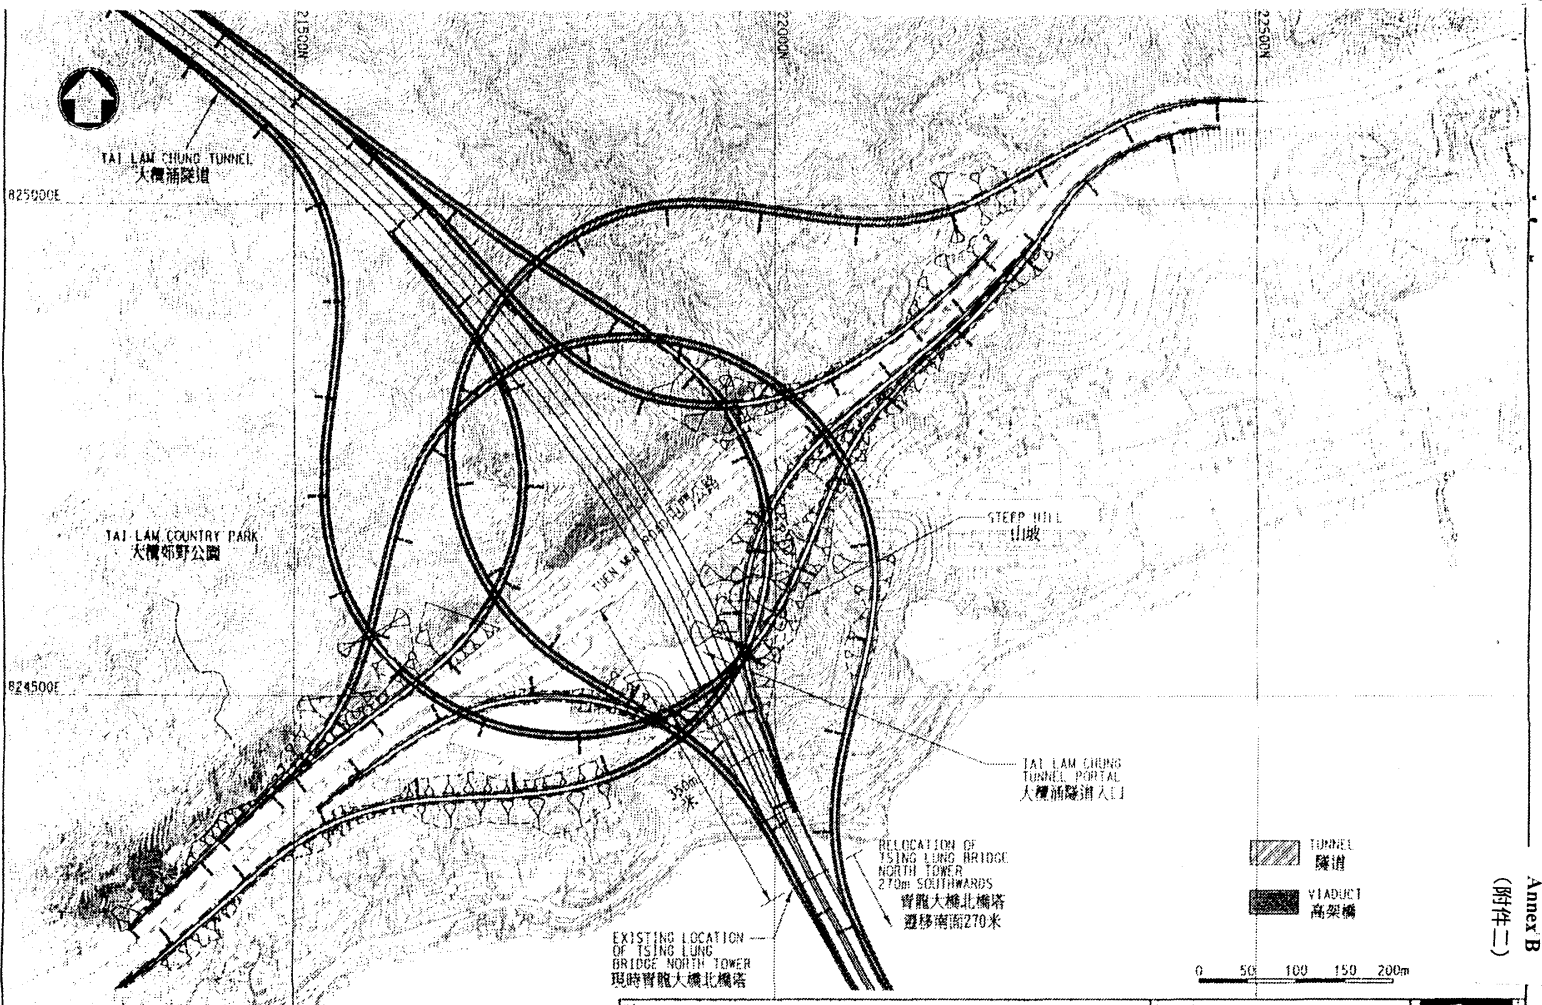 21500N
22000N
22500N
TAI LAM CHUNG TUNNEL
大欖涌隧道
825000E
TUEN MUN ROAD 屯門公路
STEEP HILL
山坡
TAI LAM COUNTRY PARK
大欖郊野公園
824500E
350m
米
TAI LAM CHUNG
TUNNEL PORTAL
大欖涌隧道入口
RELOCATION OF
TSING LUNG BRIDGE
NORTH TOWER
270m SOUTHWARDS
青龍大橋北橋塔
遷移南面270米
EXISTING LOCATION
OF TSING LUNG
BRIDGE NORTH TOWER
現時青龍大橋北橋塔
TUNNEL
隧道
VIADUCT
高架橋
0 50 100 150 200m
Annex B
(附件二)